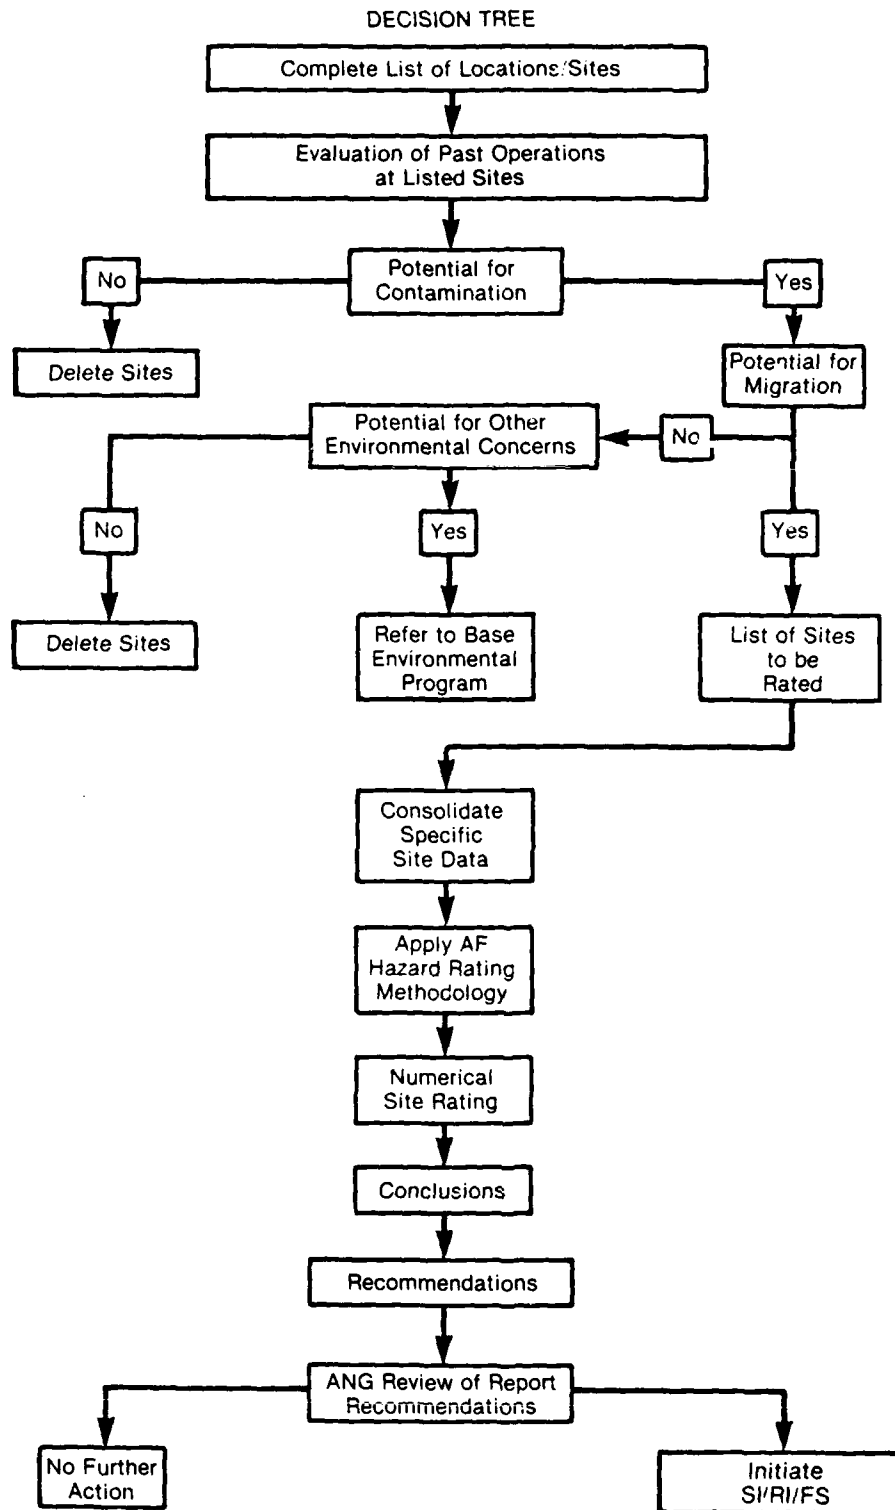 DECISION TREE
Complete List of Locations/Sites
Evaluation of Past Operations
at Listed Sites
Potential for
Contamination
No
Yes
Delete Sites
Potential for
Migration
Potential for Other
Environmental Concerns
No
No
Yes
Yes
Delete Sites
Refer to Base
Environmental
Program
List of Sites
to be
Rated
Consolidate
Specific
Site Data
Apply AF
Hazard Rating
Methodology
Numerical
Site Rating
Conclusions
Recommendations
ANG Review of Report
Recommendations
No Further
Action
Initiate
SI/RI/FS